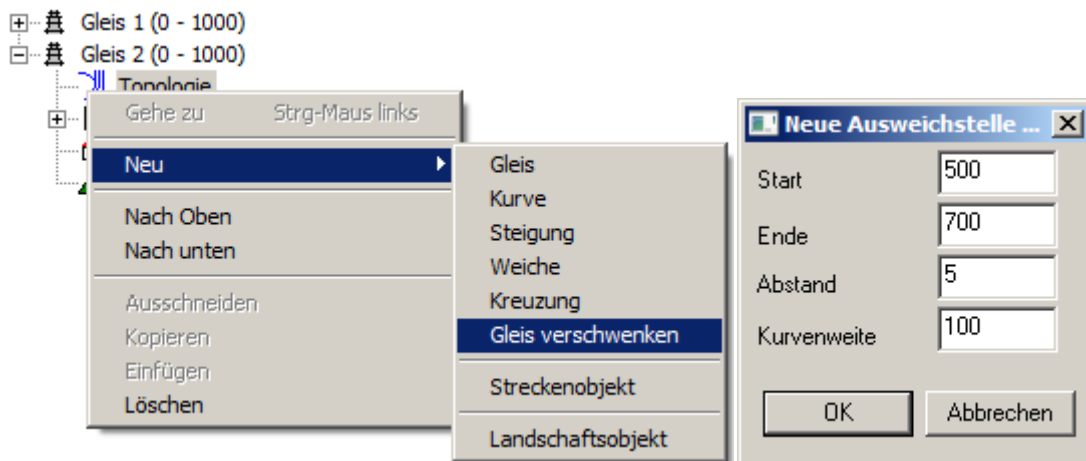 Gleis 1 (0 - 1000)
Gleis 2 (0 - 1000)
Topologie
Gehe zu Strg-Maus links
Neu
Nach Oben
Nach unten
Ausschneiden
Kopieren
Einfügen
Löschen
Gleis
Kurve
Steigung
Weiche
Kreuzung
Gleis verschwenken
Streckenobjekt
Landschaftsobjekt
Neue Ausweichstelle ...
Start 500
Ende 700
Abstand 5
Kurvenweite 100
OK Abbrechen